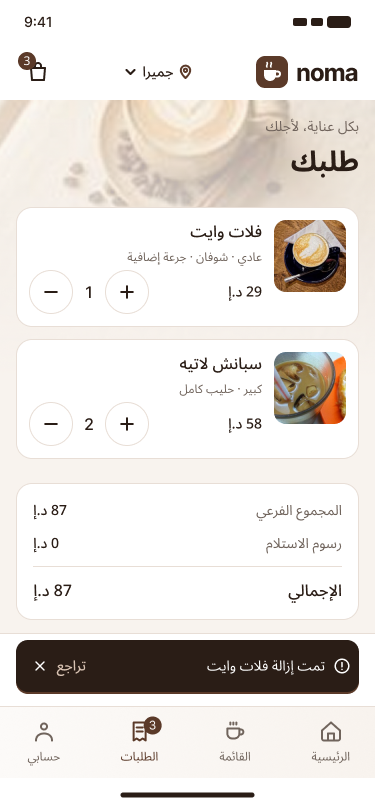 9:41
noma
جميرا
3
بكل عناية، لأجلك
طلبك
فلات وايت
عادي · شوفان · جرعة إضافية
29 د.إ
1
سبانش لاتيه
كبير · حليب كامل
58 د.إ
2
المجموع الفرعي 87 د.إ
رسوم الاستلام 0 د.إ
الإجمالي 87 د.إ
تمت إزالة فلات وايت تراجع
3
الرئيسية القائمة الطلبات حسابي